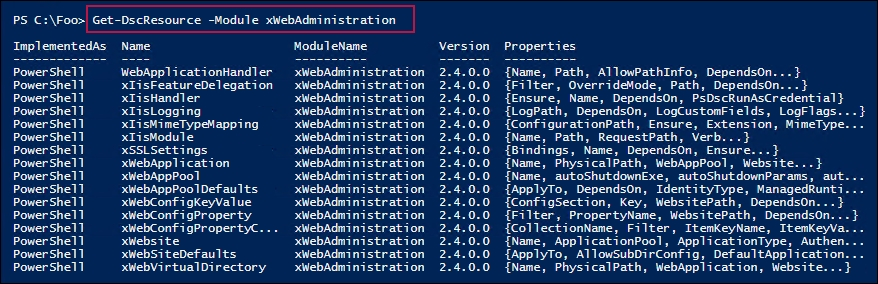 PS C:\Foo> Get-DscResource -Module xWebAdministration
ImplementedAs Name ModuleName Version Properties
------------- ---- ---------- ------- ----------
PowerShell WebApplicationHandler xWebAdministration 2.4.0.0 {Name, Path, AllowPathInfo, DependsOn...}
PowerShell xIisFeatureDelegation xWebAdministration 2.4.0.0 {Filter, OverrideMode, Path, DependsOn...}
PowerShell xIisHandler xWebAdministration 2.4.0.0 {Ensure, Name, DependsOn, PsDscRunAsCredential}
PowerShell xIisLogging xWebAdministration 2.4.0.0 {LogPath, DependsOn, LogCustomFields, LogFlags...}
PowerShell xIisMimeTypeMapping xWebAdministration 2.4.0.0 {ConfigurationPath, Ensure, Extension, MimeType...
PowerShell xIisModule xWebAdministration 2.4.0.0 {Name, Path, RequestPath, Verb...}
PowerShell xSSLSettings xWebAdministration 2.4.0.0 {Bindings, Name, DependsOn, Ensure...}
PowerShell xWebApplication xWebAdministration 2.4.0.0 {Name, PhysicalPath, WebAppPool, Website...}
PowerShell xWebAppPool xWebAdministration 2.4.0.0 {Name, autoShutdownExe, autoShutdownParams, aut...
PowerShell xWebAppPoolDefaults xWebAdministration 2.4.0.0 {ApplyTo, DependsOn, IdentityType, ManagedRunti...
PowerShell xWebConfigKeyValue xWebAdministration 2.4.0.0 {ConfigSection, Key, WebsitePath, DependsOn...}
PowerShell xWebConfigProperty xWebAdministration 2.4.0.0 {Filter, PropertyName, WebsitePath, DependsOn...}
PowerShell xWebConfigPropertyC... xWebAdministration 2.4.0.0 {CollectionName, Filter, ItemKeyName, ItemKeyVa...
PowerShell xWebsite xWebAdministration 2.4.0.0 {Name, ApplicationPool, ApplicationType, Authen...
PowerShell xWebSiteDefaults xWebAdministration 2.4.0.0 {ApplyTo, AllowSubDirConfig, DefaultApplication...
PowerShell xWebVirtualDirectory xWebAdministration 2.4.0.0 {Name, PhysicalPath, WebApplication, Website...}